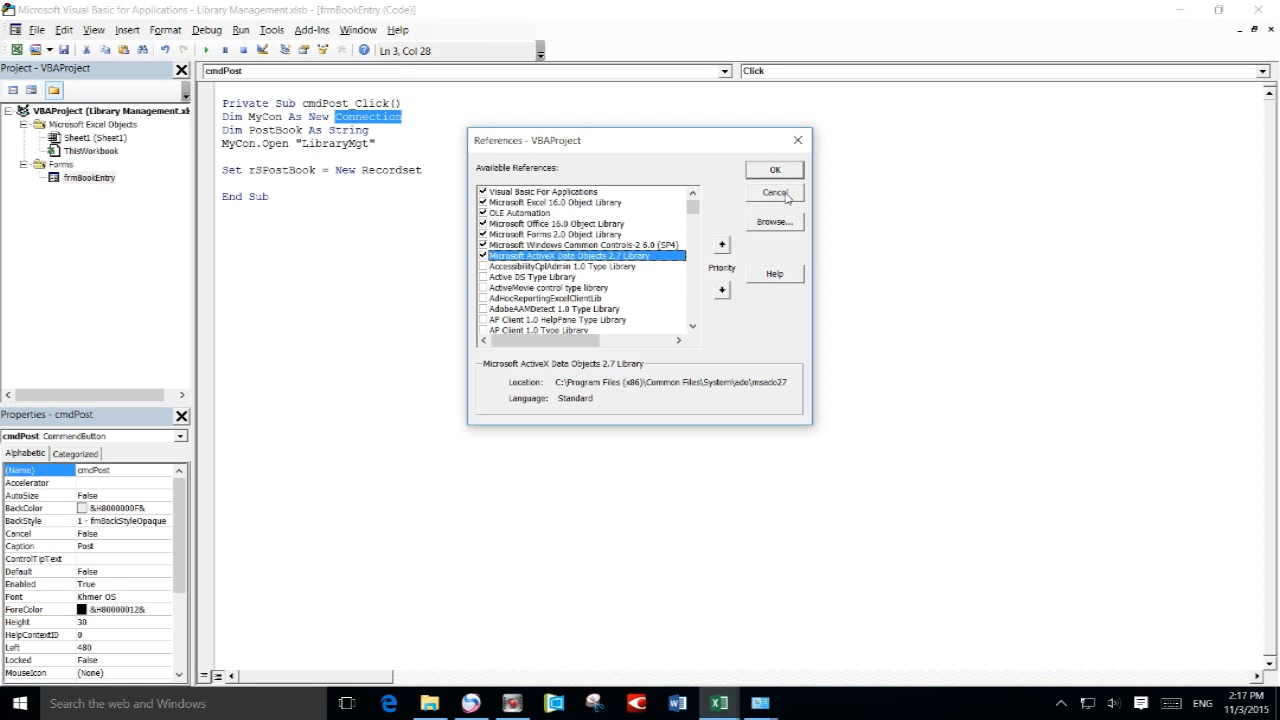 Microsoft Visual Basic for Applications - Library Management.xlsb - [frmBookEntry (Code)]
File Edit View Insert Format Debug Run Tools Add-Ins Window Help
Ln 3, Col 28
Project - VBAProject
cmdPost
Click
VBAProject (Library Management.xls
Microsoft Excel Objects
Sheet1 (Sheet1)
ThisWorkbook
Forms
frmBookEntry
Private Sub cmdPost_Click()
Dim MyCon As New Connection
Dim PostBook As String
MyCon.Open "LibraryMgt"
Set rSPostBook = New Recordset
End Sub
References - VBAProject
Available References:
Visual Basic For Applications
Microsoft Excel 16.0 Object Library
OLE Automation
Microsoft Office 16.0 Object Library
Microsoft Forms 2.0 Object Library
Microsoft Windows Common Controls-2 6.0 (SP4)
Microsoft ActiveX Data Objects 2.7 Library
AccessibilityCplAdmin 1.0 Type Library
Active DS Type Library
ActiveMovie control type library
AdHocReportingExcelClientLib
AdobeAAMDetect 1.0 Type Library
AP Client 1.0 HelpPane Type Library
AP Client 1.0 Type Library
OK
Cancel
Browse...
Priority
Help
Microsoft ActiveX Data Objects 2.7 Library
Location: C:\Program Files (x86)\Common Files\System\ado\msado27
Language: Standard
Properties - cmdPost
cmdPost CommandButton
Alphabetic Categorized
(Name) cmdPost
Accelerator
AutoSize False
BackColor &H8000000F&
BackStyle 1 - fmBackStyleOpaque
Cancel False
Caption Post
ControlTipText
Default False
Enabled True
Font Khmer OS
ForeColor &H80000012&
Height 30
HelpContextID 0
Left 480
Locked False
MouseIcon (None)
Search the web and Windows
ENG
2:17 PM
11/3/2015